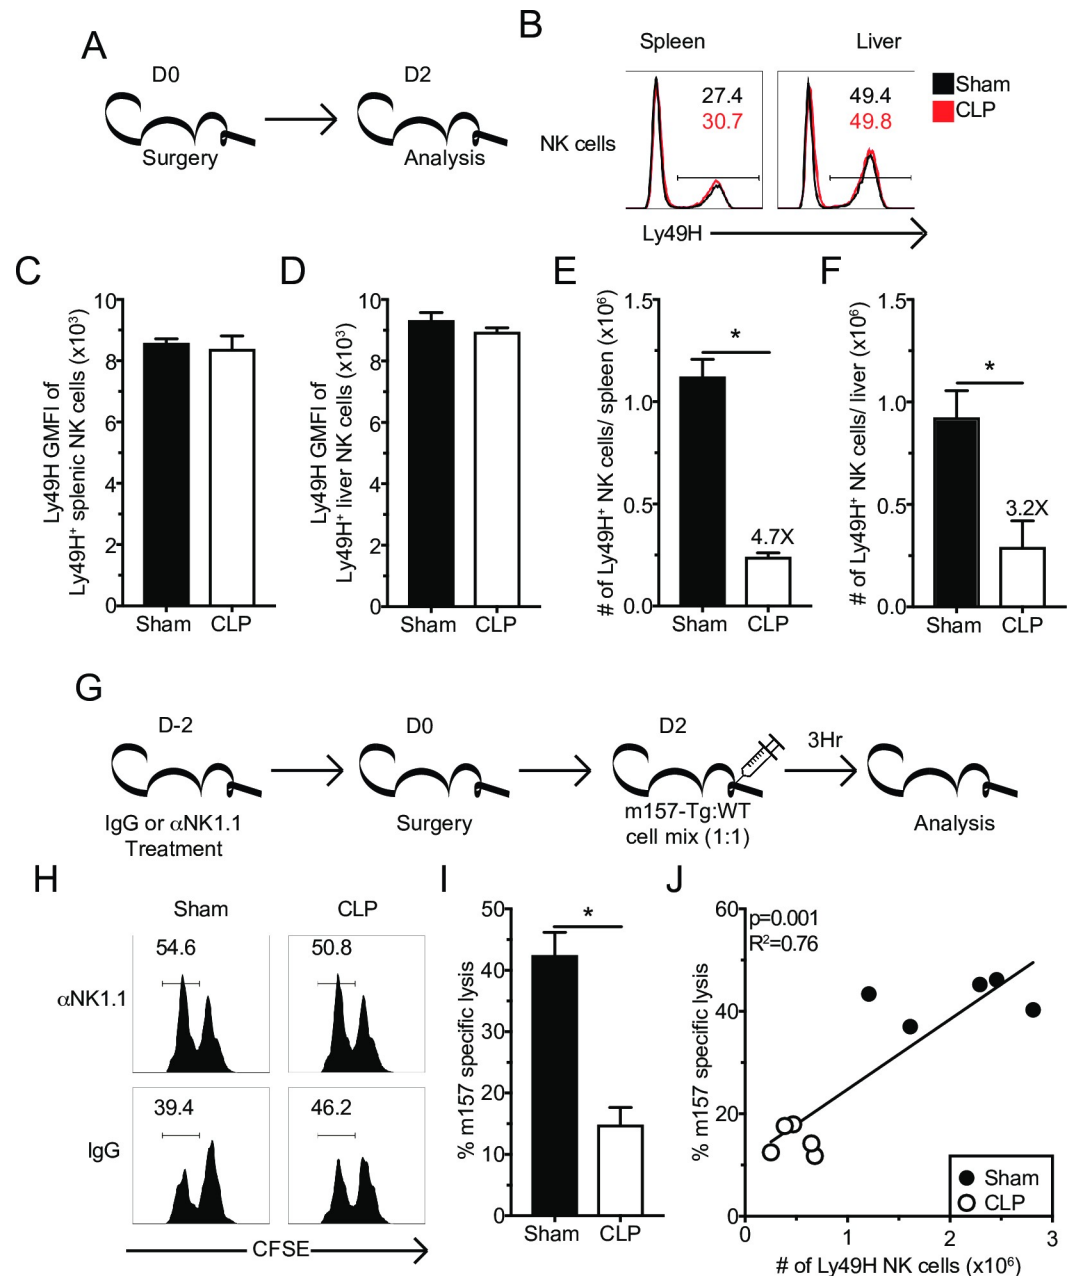 A
D0
D2
Surgery
Analysis
B
Spleen
Liver
27.4
30.7
49.4
49.8
Sham
CLP
NK cells
Ly49H
C
Ly49H GMFI of
Ly49H⁺ splenic NK cells (x10³)
10
8
6
4
2
0
Sham CLP
D
Ly49H GMFI of
Ly49H⁺ liver NK cells (x10³)
10
8
6
4
2
0
Sham CLP
E
# of Ly49H⁺ NK cells/ spleen (x10⁶)
1.5
1.0
0.5
0.0
*
4.7X
Sham CLP
F
# of Ly49H⁺ NK cells/ liver (x10⁶)
1.5
1.0
0.5
0.0
*
3.2X
Sham CLP
G
D-2
D0
D2
3Hr
IgG or αNK1.1
Treatment
Surgery
m157-Tg:WT
cell mix (1:1)
Analysis
H
Sham
CLP
αNK1.1
54.6
50.8
IgG
39.4
46.2
CFSE
I
% m157 specific lysis
50
40
30
20
10
0
*
Sham CLP
J
% m157 specific lysis
60
40
20
0
p=0.001
R²=0.76
Sham
CLP
0 1 2 3
# of Ly49H NK cells (x10⁶)